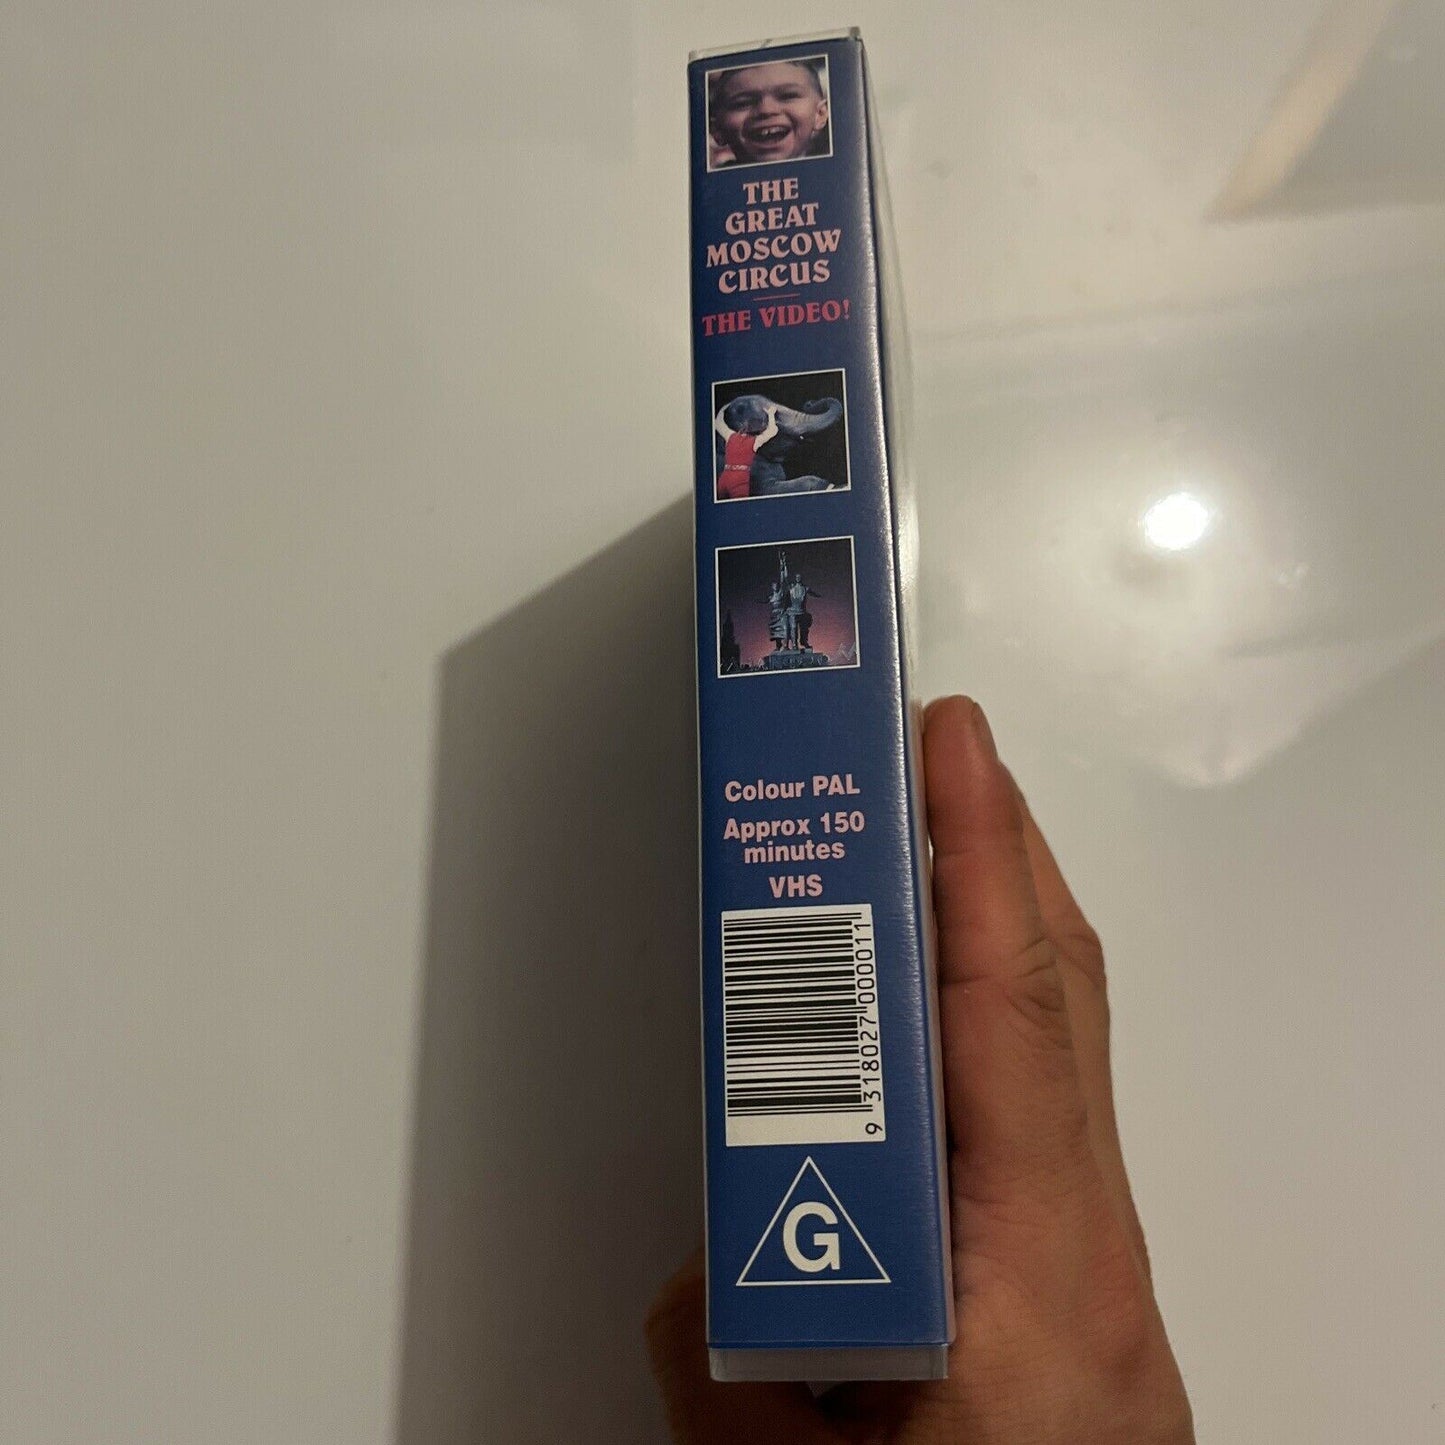 THE
GREAT
MOSCOW
CIRCUS
THE VIDEO!
Colour PAL
Approx 150
minutes
VHS
9 318027 000011
G